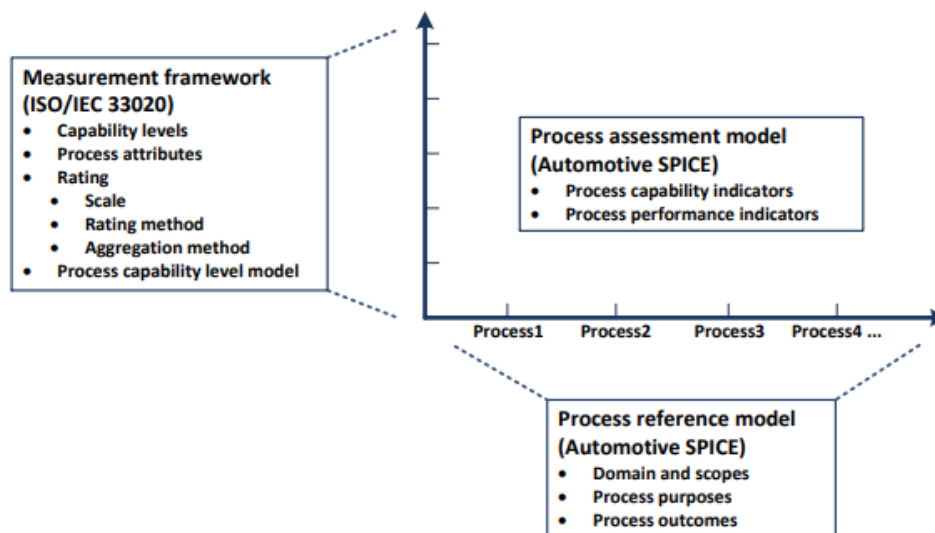 Measurement framework
(ISO/IEC 33020)
• Capability levels
• Process attributes
• Rating
• Scale
• Rating method
• Aggregation method
• Process capability level model
Process assessment model
(Automotive SPICE)
• Process capability indicators
• Process performance indicators
Process1
Process2
Process3
Process4 ...
Process reference model
(Automotive SPICE)
• Domain and scopes
• Process purposes
• Process outcomes